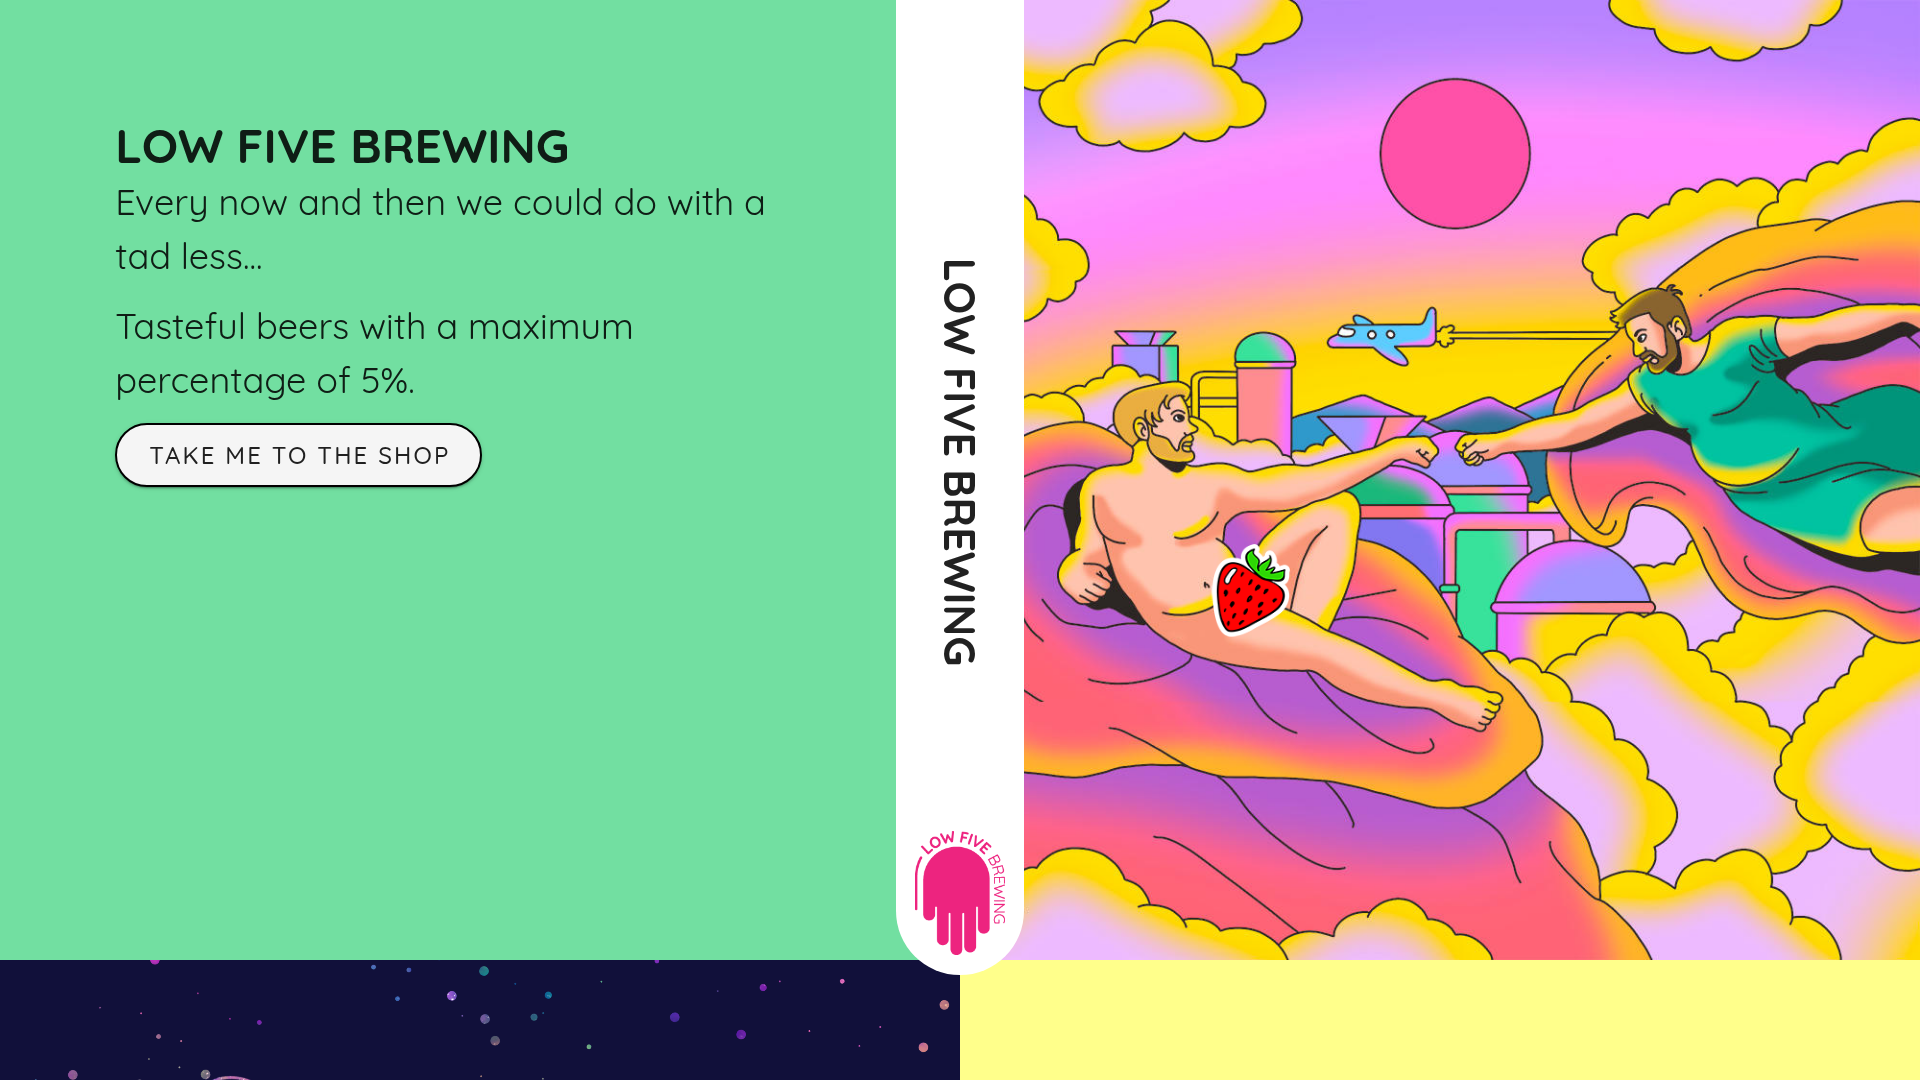 LOW FIVE BREWING
Every now and then we could do with a
tad less...
Tasteful beers with a maximum
percentage of 5%.
TAKE ME TO THE SHOP
LOW FIVE BREWING
LOW FIVE BREWING